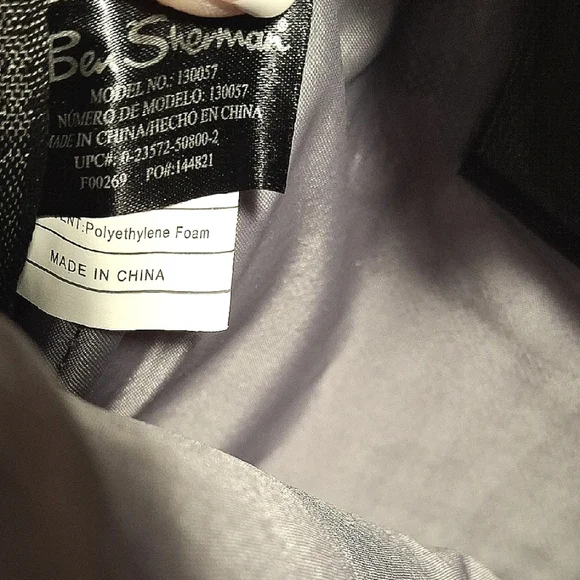 Ben Sherman
MODEL NO.: 130057
NÚMERO DE MODELO: 130057
MADE IN CHINA/HECHO EN CHINA
UPC#: 0-23572-50800-2
F00269 PO#:144821
:Polyethylene Foam
MADE IN CHINA